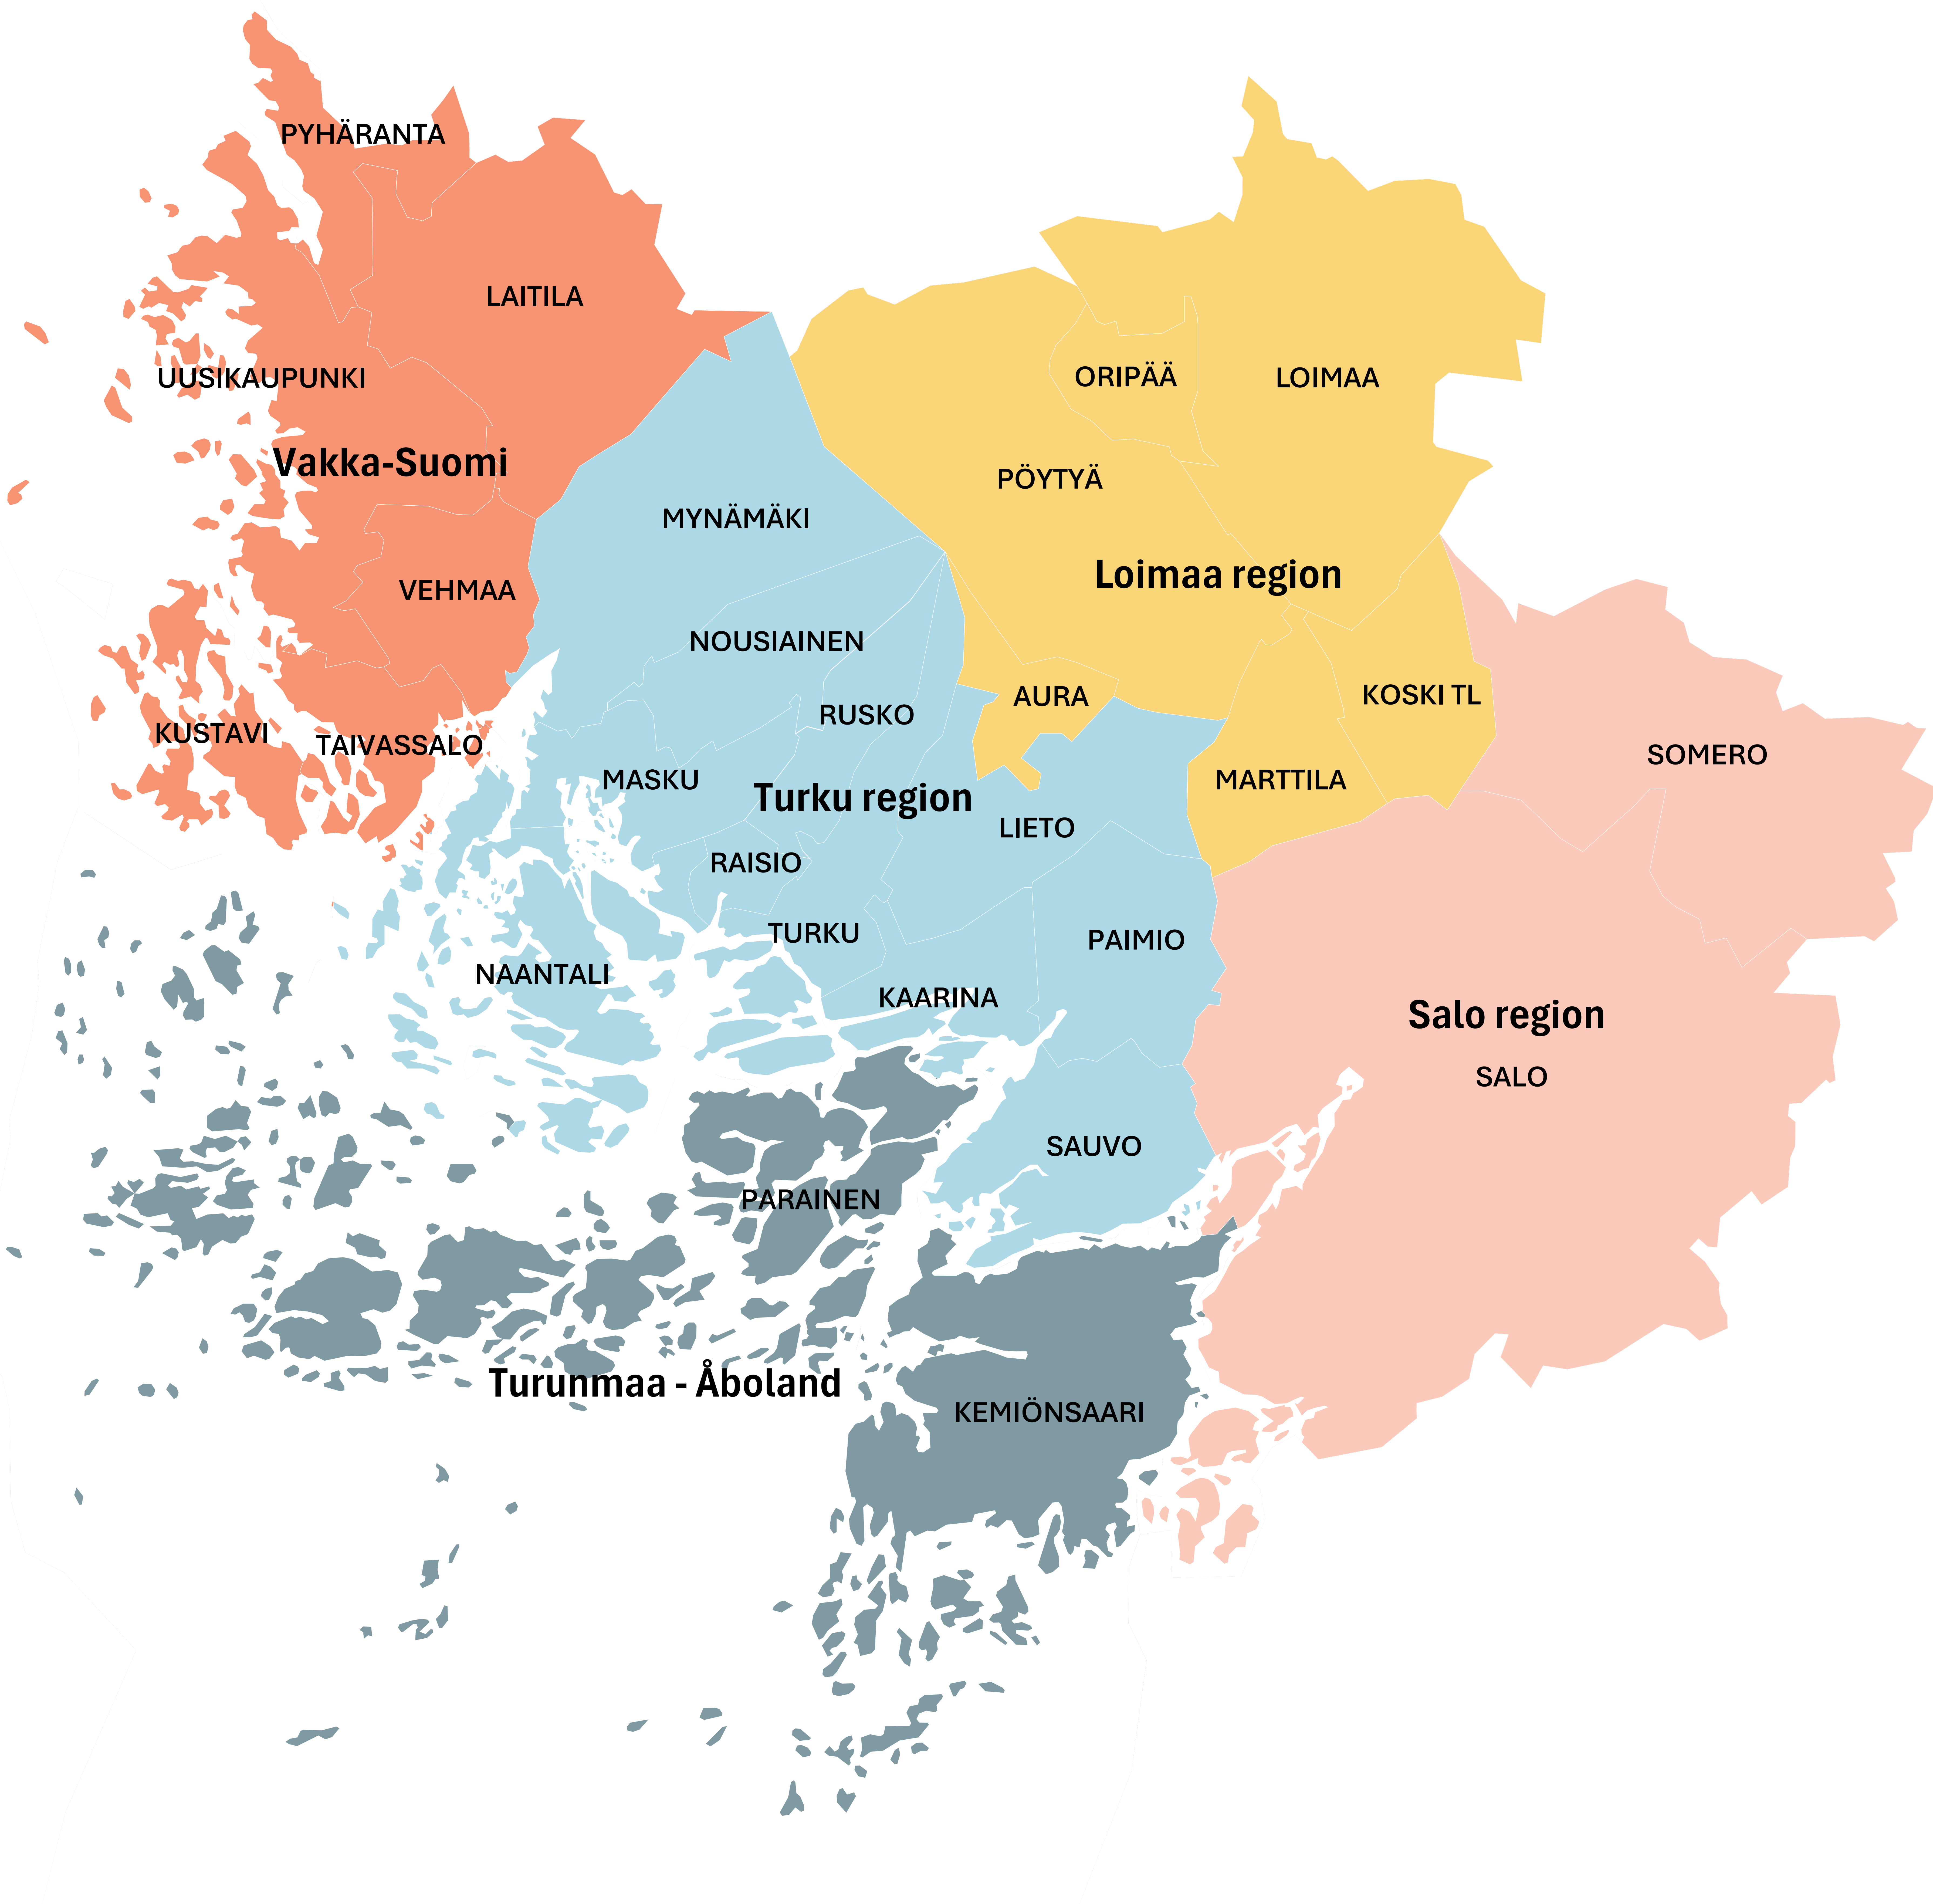 PYHÄRANTA
LAITILA
UUSIKAUPUNKI
ORIPÄÄ
LOIMAA
Vakka-Suomi
PÖYTYÄ
MYNÄMÄKI
Loimaa region
VEHMAA
NOUSIAINEN
KOSKI TL
AURA
RUSKO
KUSTAVI
TAIVASSALO
SOMERO
MASKU
MARTTILA
Turku region
LIETO
RAISIO
TURKU
PAIMIO
NAANTALI
KAARINA
Salo region
SALO
SAUVO
PARAINEN
Turunmaa - Åboland
KEMIÖNSAARI